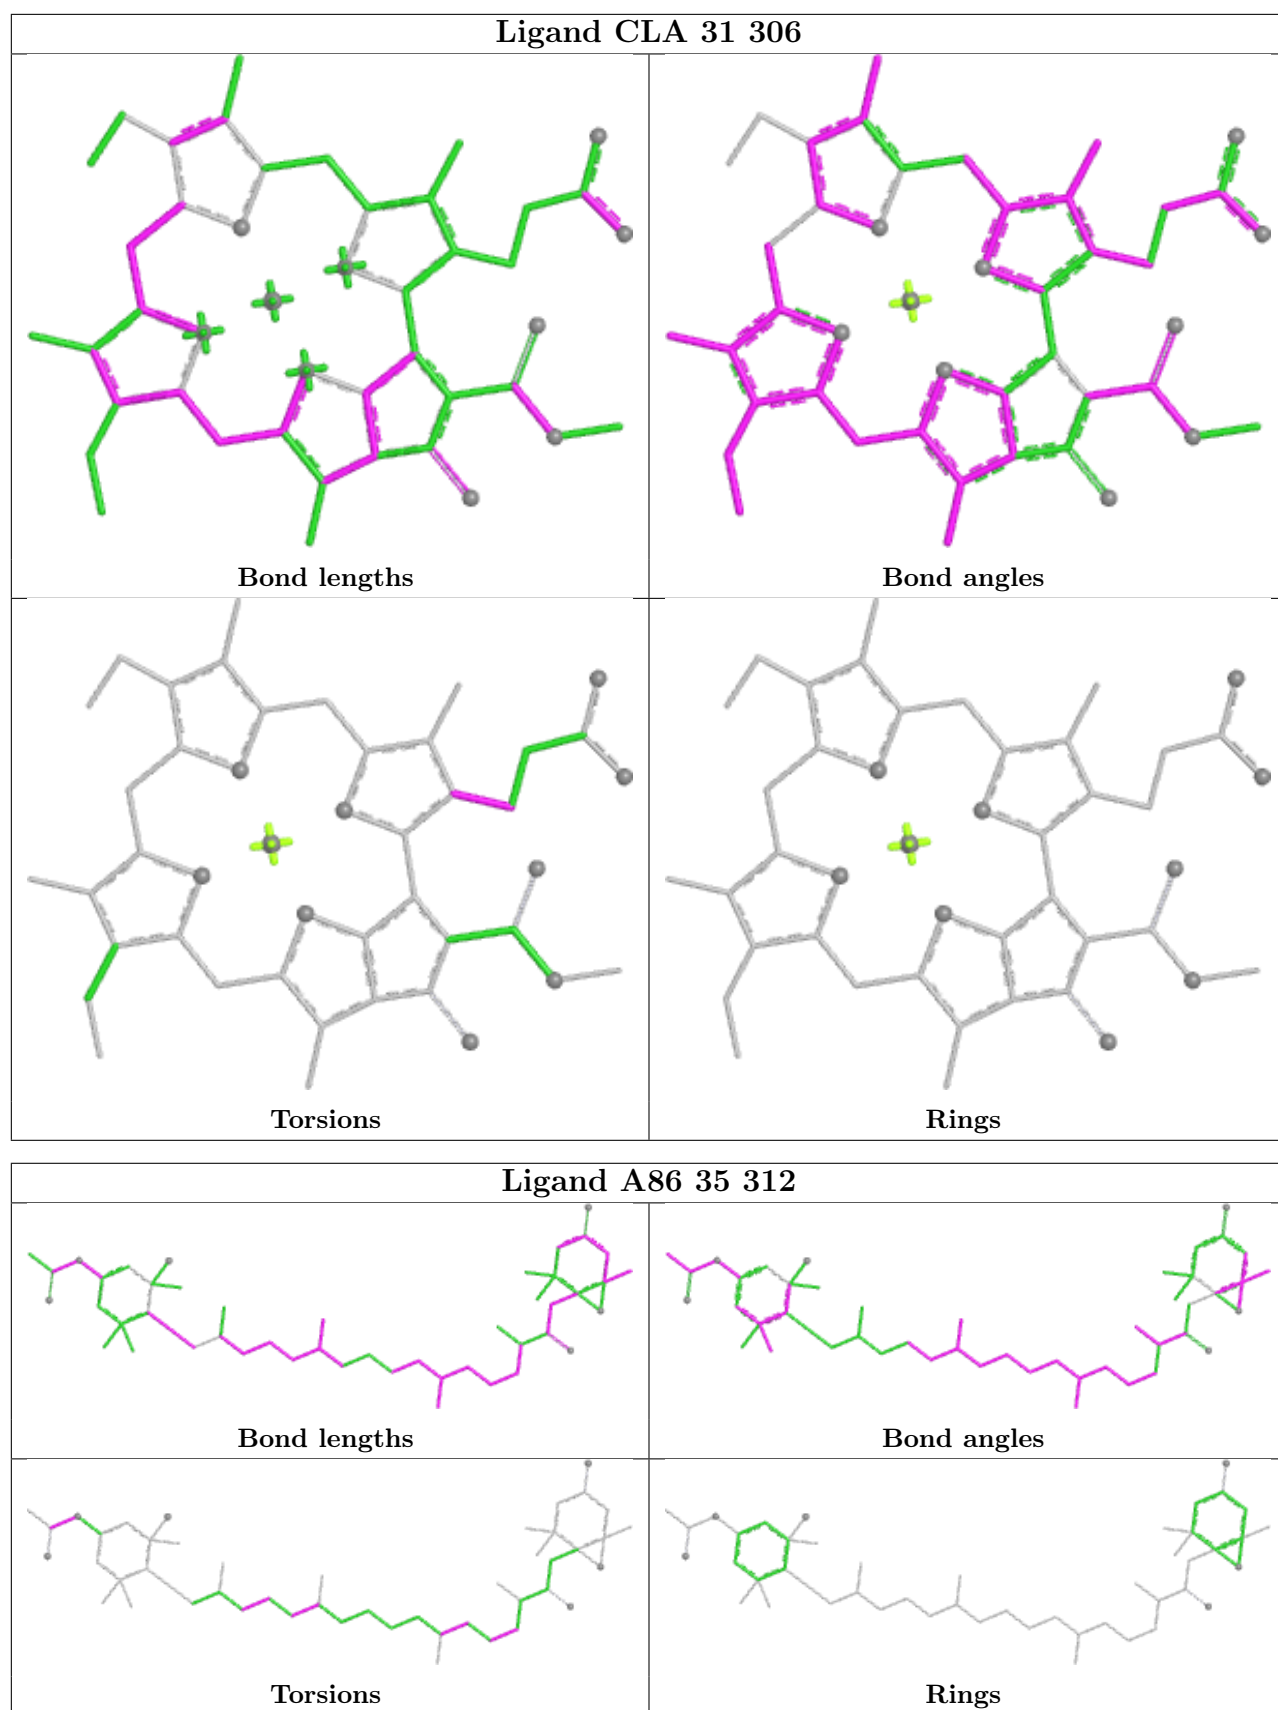 Ligand CLA 31 306
Bond lengths
Bond angles
Torsions
Rings
Ligand A86 35 312
Bond lengths
Bond angles
Torsions
Rings